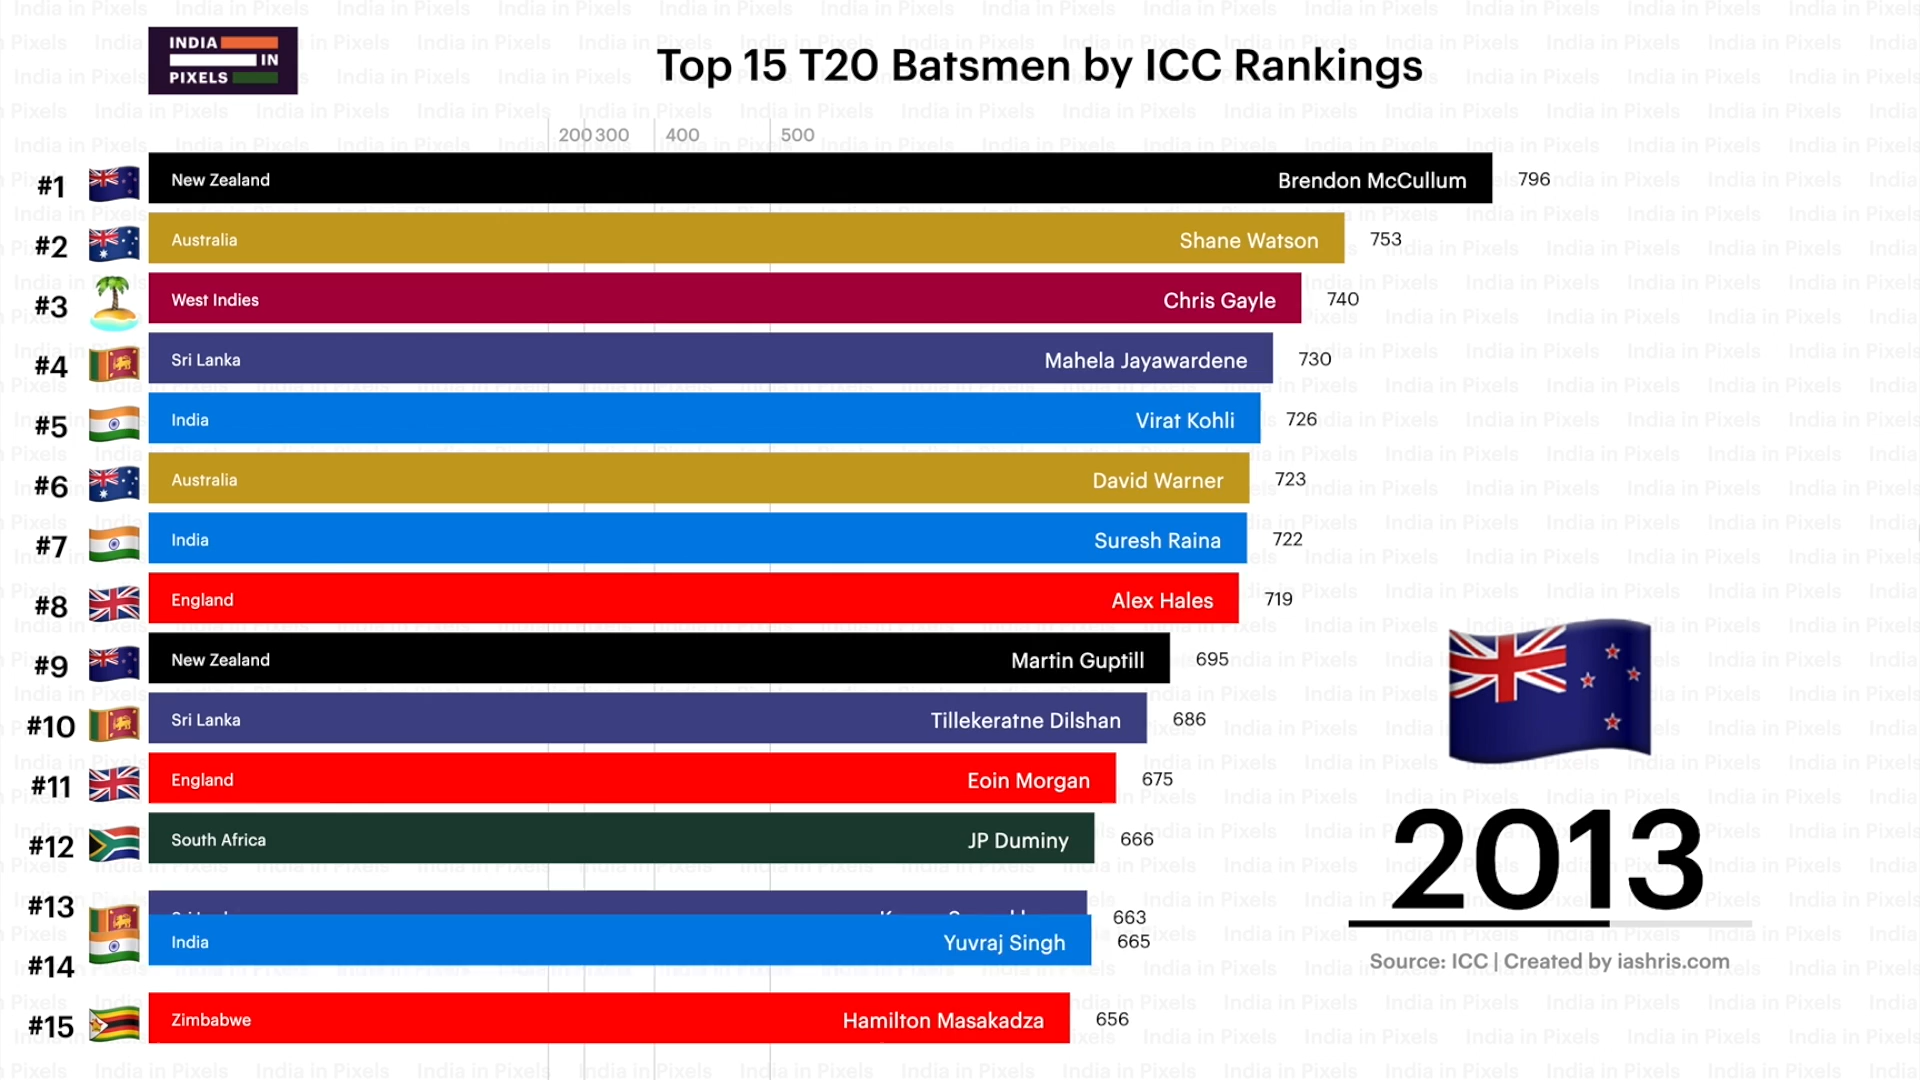 INDIA
IN
PIXELS
Top 15 T20 Batsmen by ICC Rankings
200 300 400 500
#1 New Zealand Brendon McCullum 796
#2 Australia Shane Watson 753
#3 West Indies Chris Gayle 740
#4 Sri Lanka Mahela Jayawardene 730
#5 India Virat Kohli 726
#6 Australia David Warner 723
#7 India Suresh Raina 722
#8 England Alex Hales 719
#9 New Zealand Martin Guptill 695
#10 Sri Lanka Tillekeratne Dilshan 686
#11 England Eoin Morgan 675
#12 South Africa JP Duminy 666
#13 663
India Yuvraj Singh 665
#14
#15 Zimbabwe Hamilton Masakadza 656
2013
Source: ICC | Created by iashris.com